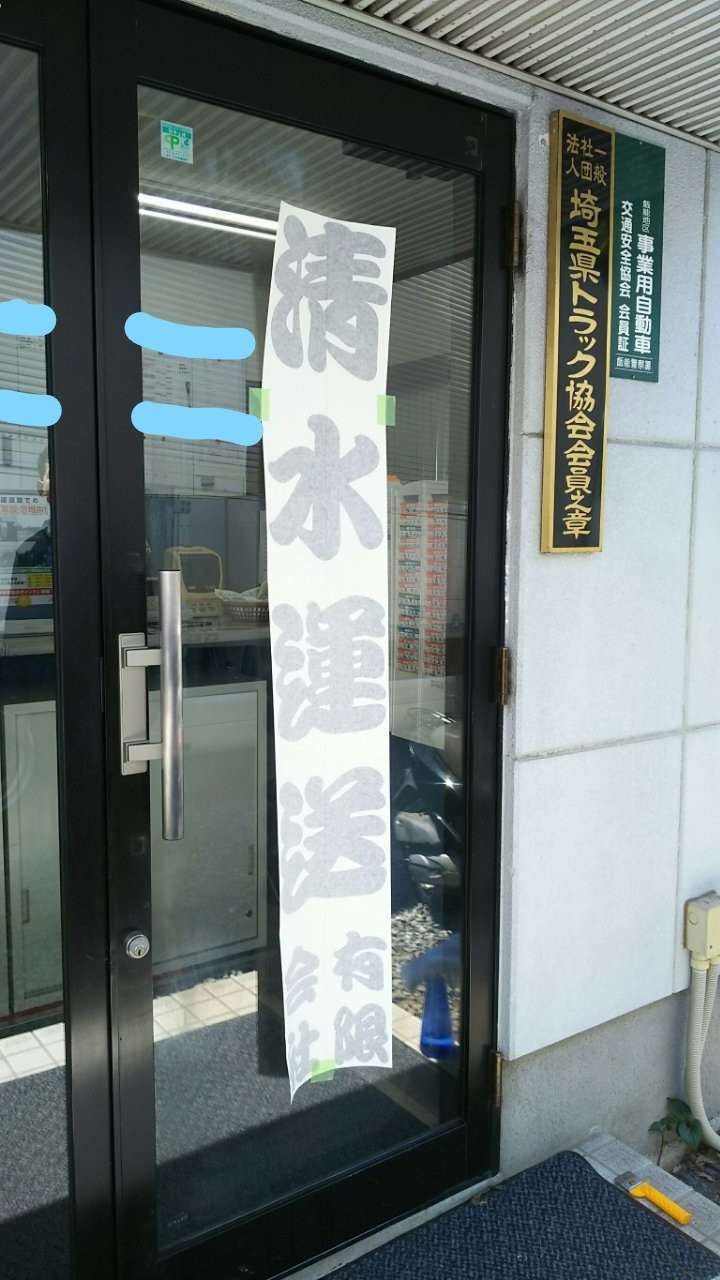 清水運送
有限
会社
一般
社団
法人
埼玉県トラック協会会員之章
飯能地区
事業用自動車
交通安全協会 会員証
飯能警察署